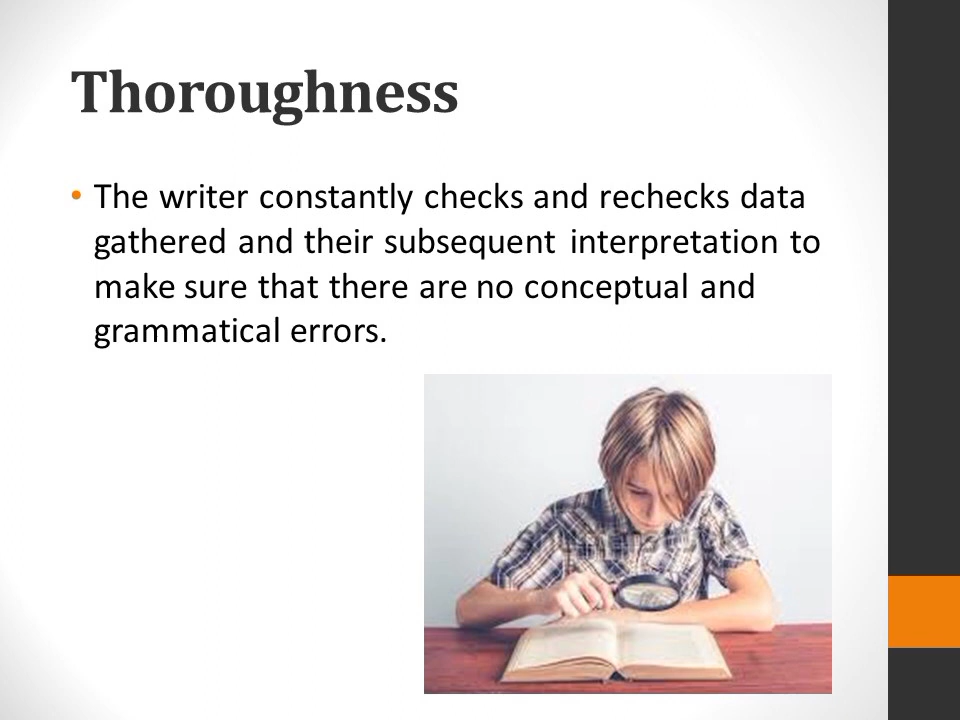 Thoroughness
• The writer constantly checks and rechecks data
gathered and their subsequent interpretation to
make sure that there are no conceptual and
grammatical errors.